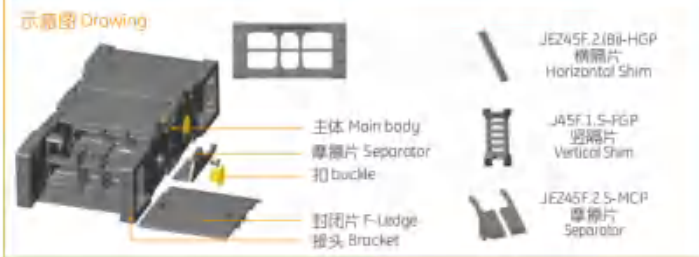 示意图 Drawing
主体 Main body
摩擦片 Separator
扣 buckle
封闭片 F-Ledge
接头 Bracket
JEZ45F.2.(B)-HGP
横隔片
Horizontal Shim
J45F.1.S-FGP
竖隔片
Vertical Shim
JEZ45F.2.S-MCP
摩擦片
Separator